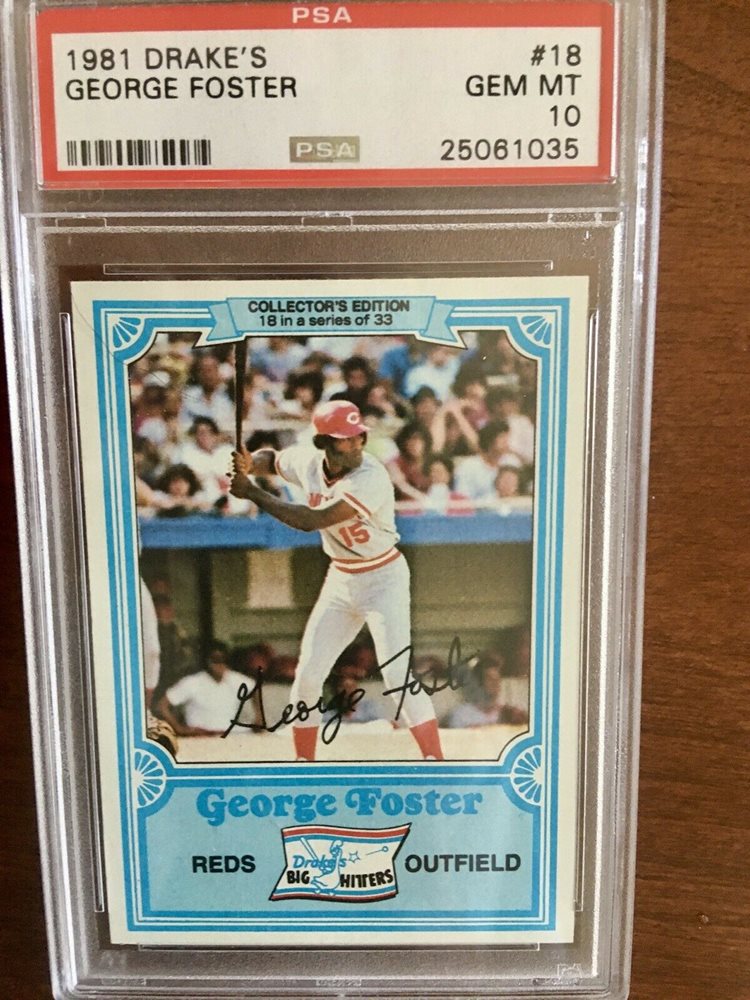 PSA
1981 DRAKE'S #18
GEORGE FOSTER GEM MT
10
PSA 25061035
COLLECTOR'S EDITION
18 in a series of 33
C
15
George Foster
George Foster
REDS Drake's OUTFIELD
BIG HITTERS